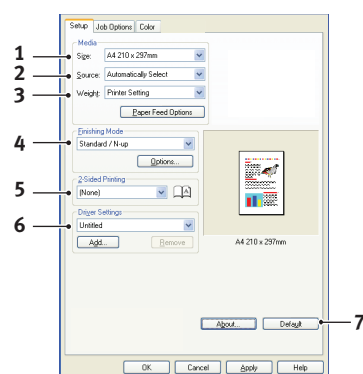 Setup Job Options Color
Media
1 Size: A4 210 x 297mm
2 Source: Automatically Select
3 Weight: Printer Setting
Paper Feed Options
Finishing Mode
4 Standard / N-up
Options...
2-Sided Printing
5 (None) A
Driver Settings
6 Untitled
Add... Remove
A4 210 x 297mm
About... Default 7
OK Cancel Apply Help